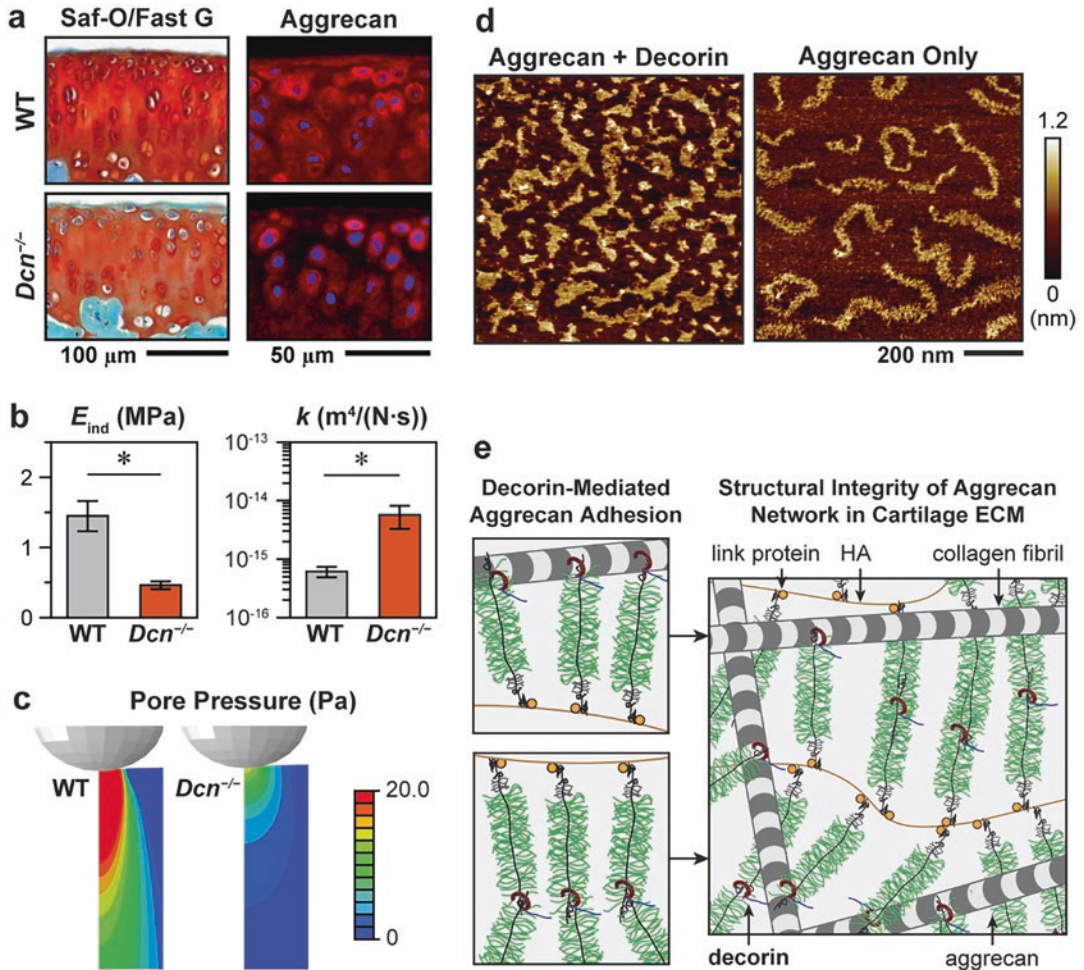 a
Saf-O/Fast G
Aggrecan
WT
Dcn⁻/⁻
100 μm
50 μm
b
E_ind (MPa)
2
1
0
WT
Dcn⁻/⁻
*
k (m⁴/(N·s))
10⁻¹³
10⁻¹⁴
10⁻¹⁵
10⁻¹⁶
WT
Dcn⁻/⁻
*
c
Pore Pressure (Pa)
WT
Dcn⁻/⁻
20.0
0
d
Aggrecan + Decorin
Aggrecan Only
1.2
0
(nm)
200 nm
e
Decorin-Mediated
Aggrecan Adhesion
Structural Integrity of Aggrecan
Network in Cartilage ECM
link protein
HA
collagen fibril
decorin
aggrecan